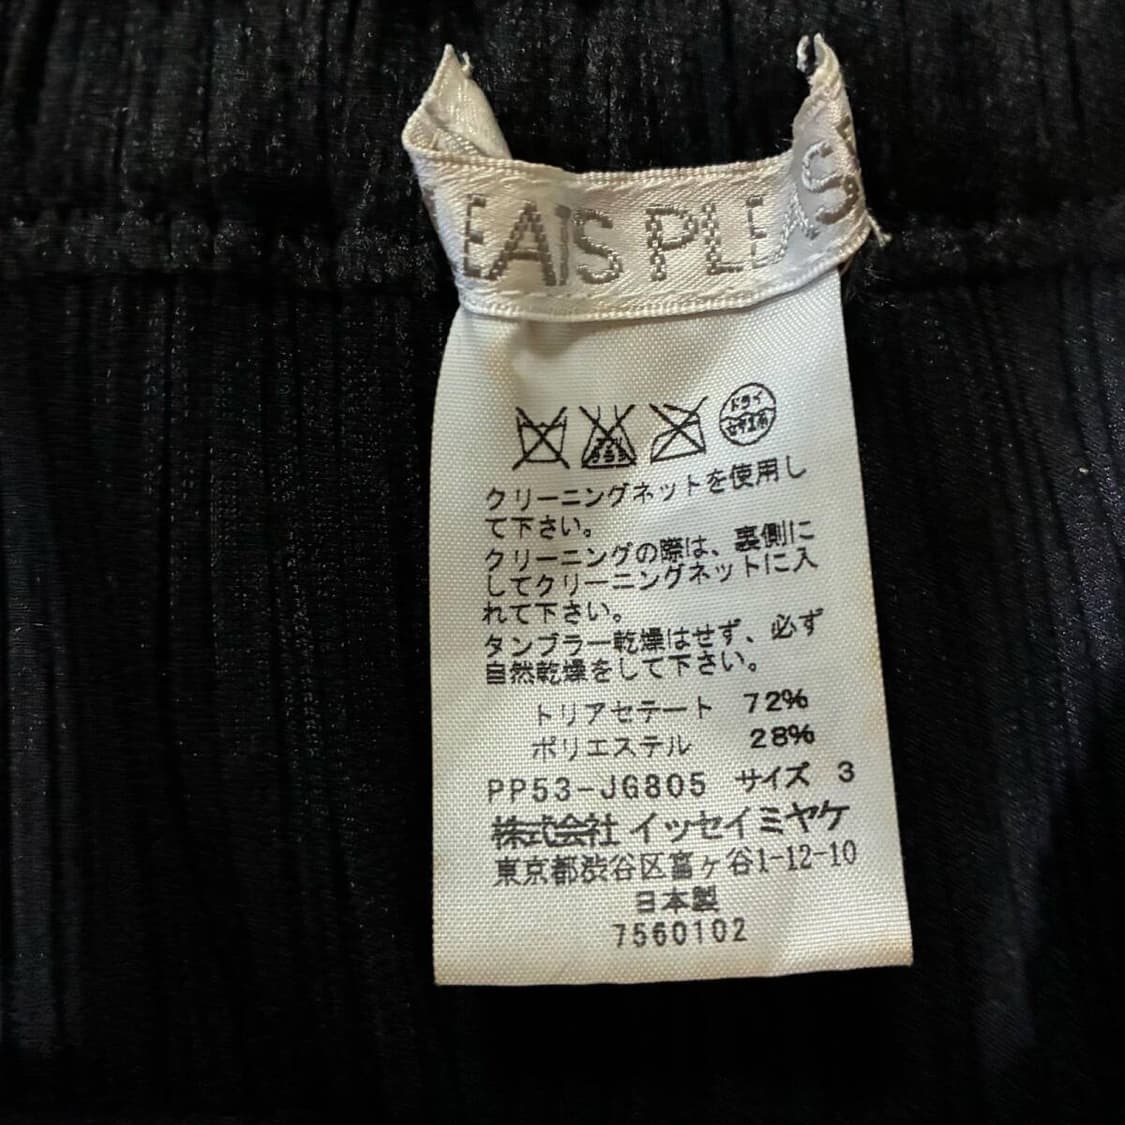 EATS PLEAS
ドライ
クリーニングネットを使用し
て下さい。
クリーニングの際は、裏側に
してクリーニングネットに入
れて下さい。
タンブラー乾燥はせず、必ず
自然乾燥をして下さい。
トリアセテート 72%
ポリエステル 28%
PP53-JG805 サイズ 3
株式会社 イッセイミヤケ
東京都渋谷区富ヶ谷1-12-10
日本製
7560102